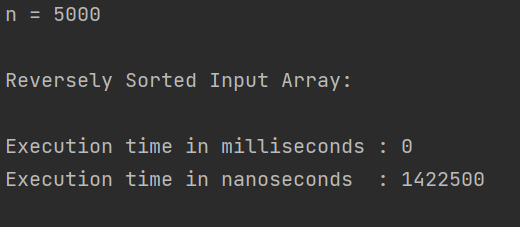 n = 5000
Reversely Sorted Input Array:
Execution time in milliseconds : 0
Execution time in nanoseconds  : 1422500